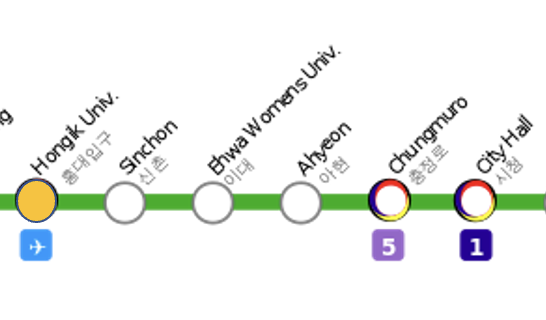 g
Hongik Univ.
홍대입구
Sinchon
신촌
Ehwa Womens Univ.
이대
Ahyeon
아현
Chungmuro
충정로
City Hall
시청
5
1